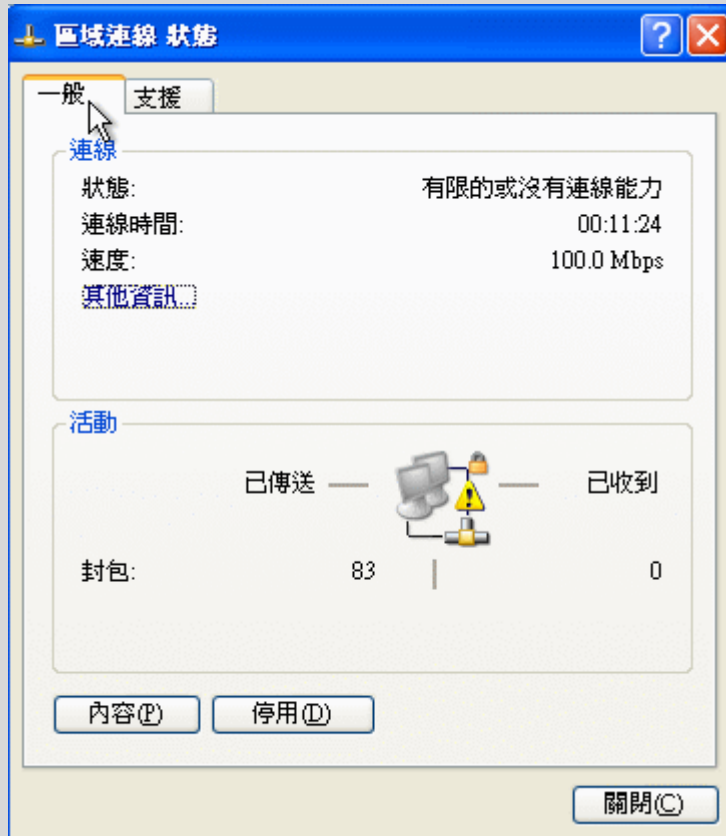 區域連線 狀態
一般 支援
連線
狀態: 有限的或沒有連線能力
連線時間: 00:11:24
速度: 100.0 Mbps
其他資訊...
活動
已傳送 已收到
封包: 83 0
內容(P) 停用(D)
關閉(C)